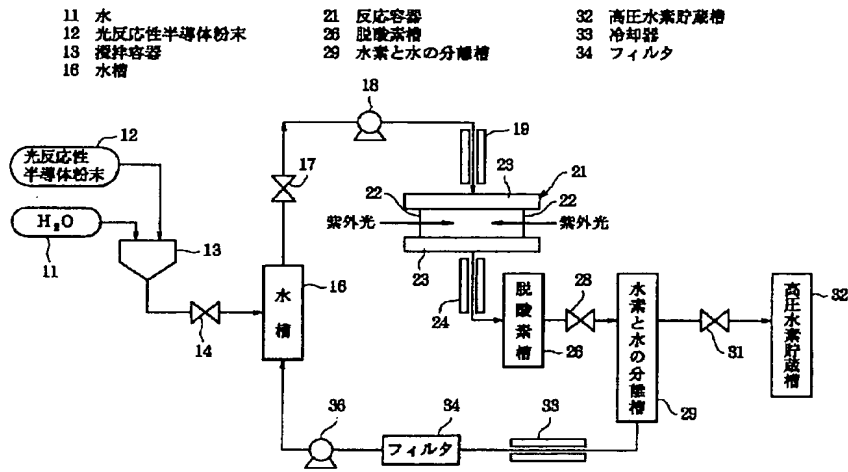 11 水
12 光反応性半導体粉末
13 攪拌容器
16 水槽
21 反応容器
26 脱酸素槽
29 水素と水の分離槽
32 高圧水素貯蔵槽
33 冷却器
34 フィルタ
18
12
光反応性
半導体粉末
17
19
23
21
22
22
紫外光
紫外光
H₂O
11
13
水槽
16
23
14
24
脱酸素槽
26
28
水素と水の分離槽
29
31
高圧水素貯蔵槽
32
36
フィルタ
34
33